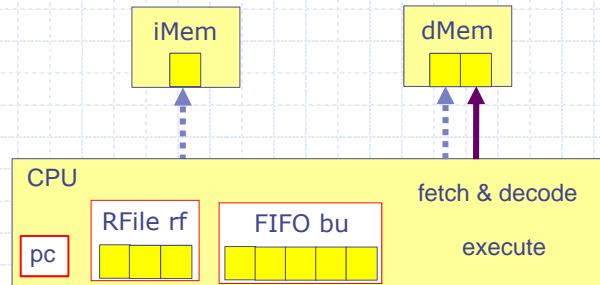 iMem
dMem
CPU
fetch & decode
RFile rf
FIFO bu
pc
execute